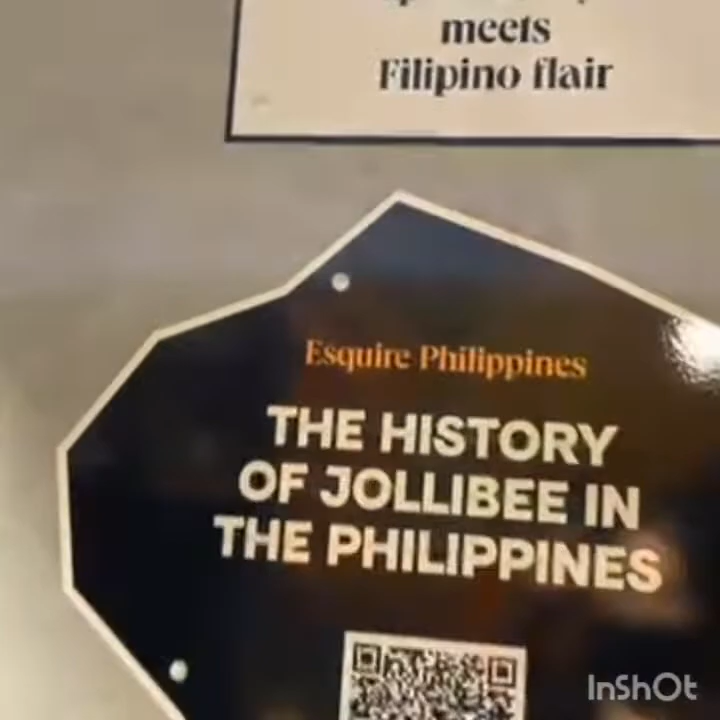 meets
Filipino flair
Esquire Philippines
THE HISTORY
OF JOLLIBEE IN
THE PHILIPPINES
InShOt